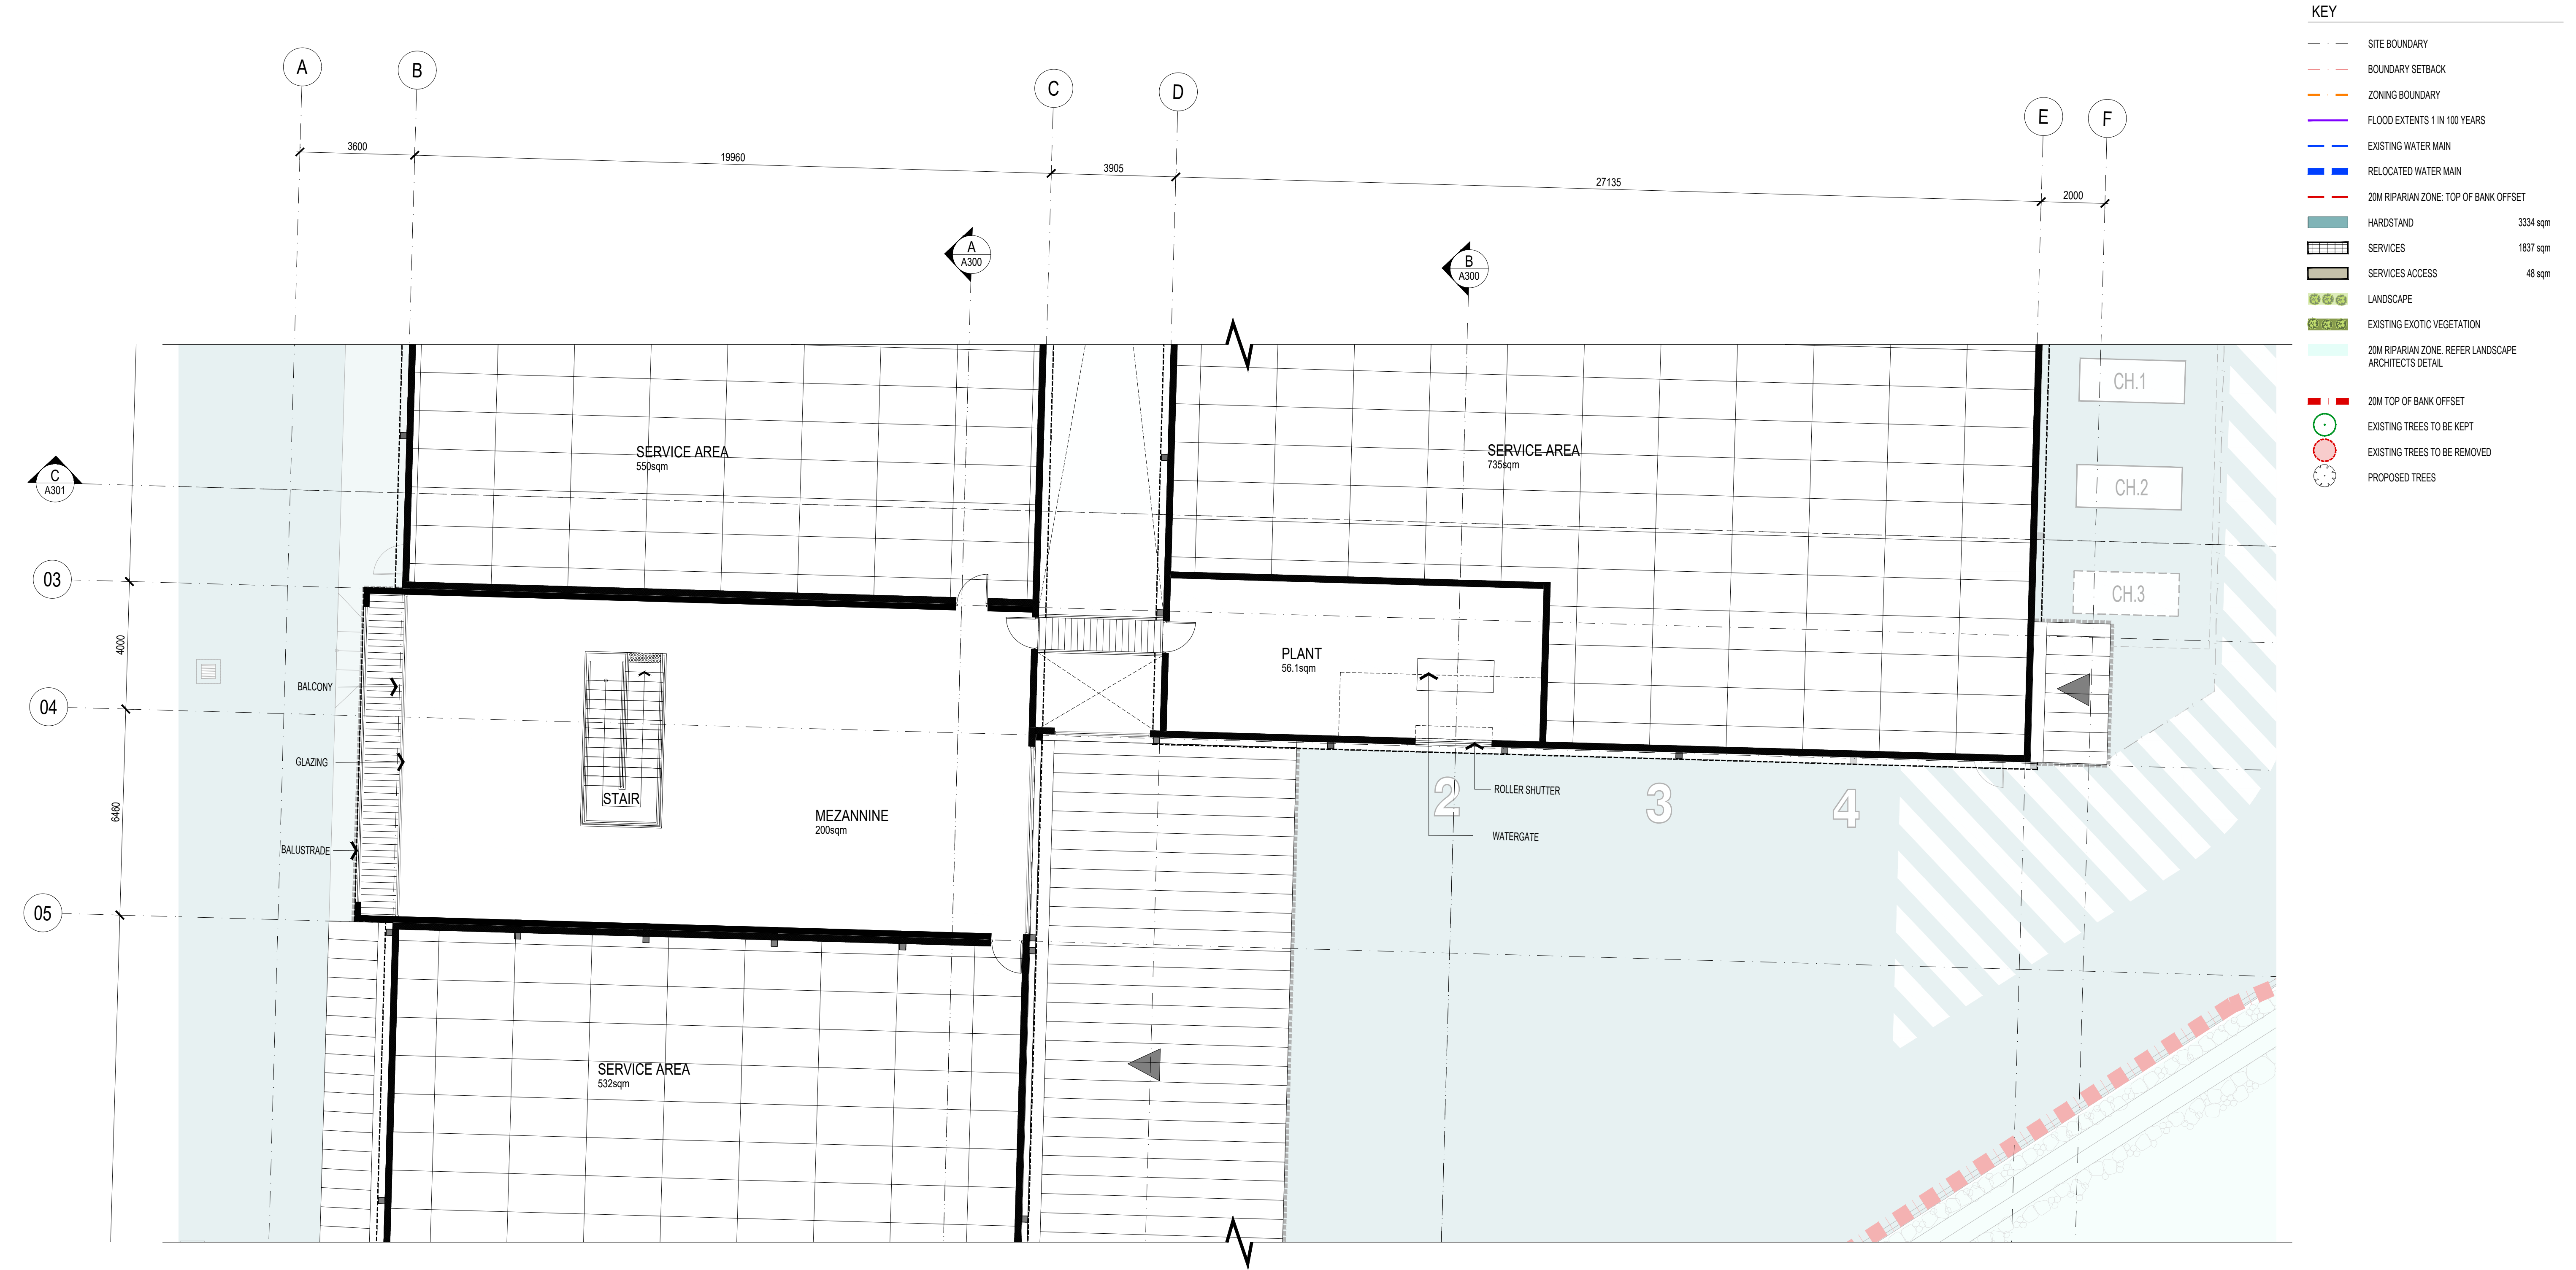 KEY
SITE BOUNDARY
BOUNDARY SETBACK
ZONING BOUNDARY
FLOOD EXTENTS 1 IN 100 YEARS
EXISTING WATER MAIN
RELOCATED WATER MAIN
20M RIPARIAN ZONE: TOP OF BANK OFFSET
HARDSTAND 3334 sqm
SERVICES 1837 sqm
SERVICES ACCESS 48 sqm
LANDSCAPE
EXISTING EXOTIC VEGETATION
20M RIPARIAN ZONE. REFER LANDSCAPE
ARCHITECTS DETAIL
20M TOP OF BANK OFFSET
EXISTING TREES TO BE KEPT
EXISTING TREES TO BE REMOVED
PROPOSED TREES
A B C D E F
3600 19960 3905 27135 2000
A
A300
B
A300
C
A301
03
4000
04
6460
05
SERVICE AREA
550sqm
SERVICE AREA
735sqm
CH.1
CH.2
CH.3
PLANT
56.1sqm
BALCONY
GLAZING
BALUSTRADE
STAIR
MEZANNINE
200sqm
2 3 4
ROLLER SHUTTER
WATERGATE
SERVICE AREA
532sqm